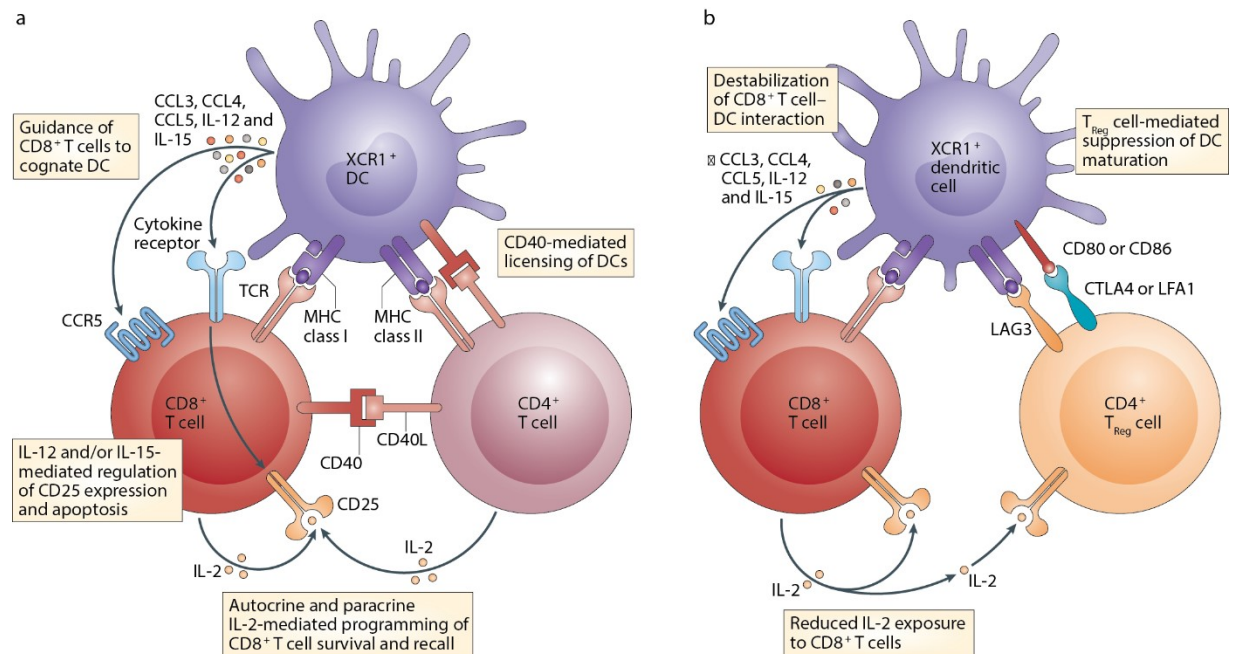 a
CCL3, CCL4,
CCL5, IL-12 and
IL-15
Guidance of
CD8+ T cells to
cognate DC
XCR1+
DC
Cytokine
receptor
CD40-mediated
licensing of DCs
TCR
MHC
class I
MHC
class II
CCR5
CD8+
T cell
CD4+
T cell
CD40L
CD40
IL-12 and/or IL-15-
mediated regulation
of CD25 expression
and apoptosis
CD25
IL-2
IL-2
Autocrine and paracrine
IL-2-mediated programming of
CD8+ T cell survival and recall
b
Destabilization
of CD8+ T cell–
DC interaction
XCR1+
dendritic
cell
TReg cell-mediated
suppression of DC
maturation
CCL3, CCL4,
CCL5, IL-12
and IL-15
CD80 or CD86
CTLA4 or LFA1
LAG3
CD8+
T cell
CD4+
TReg cell
IL-2
IL-2
Reduced IL-2 exposure
to CD8+ T cells